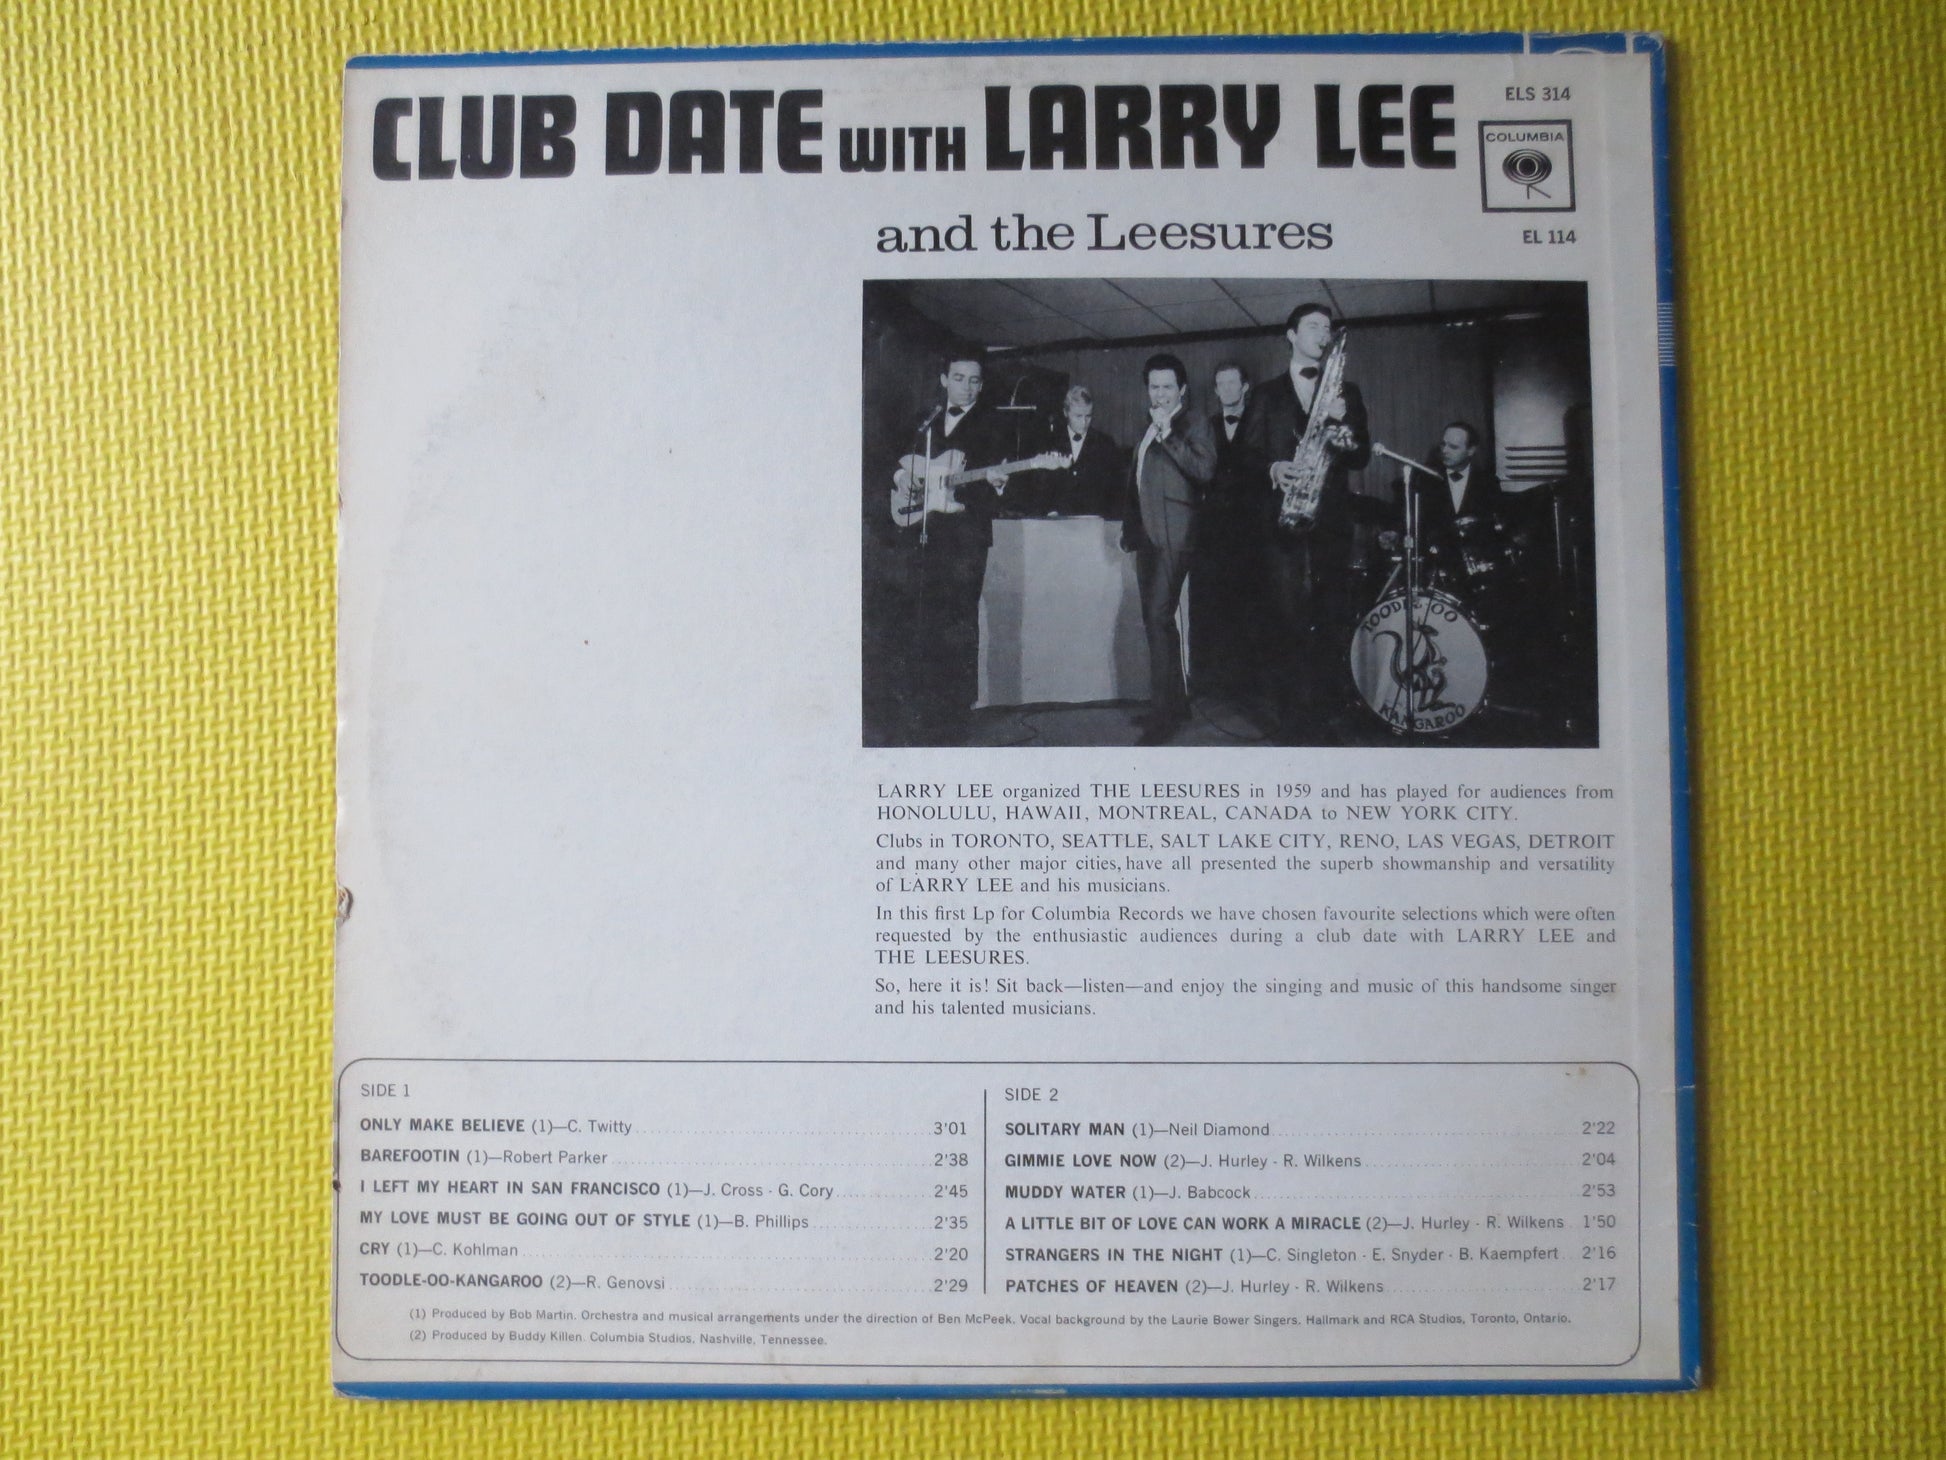 CLUB DATE WITH LARRY LEE
ELS 314
COLUMBIA
EL 114
and the Leesures
TOODLE-OO
KANGAROO
LARRY LEE organized THE LEESURES in 1959 and has played for audiences from
HONOLULU, HAWAII, MONTREAL, CANADA to NEW YORK CITY.
Clubs in TORONTO, SEATTLE, SALT LAKE CITY, RENO, LAS VEGAS, DETROIT
and many other major cities, have all presented the superb showmanship and versatility
of LARRY LEE and his musicians.
In this first Lp for Columbia Records we have chosen favourite selections which were often
requested by the enthusiastic audiences during a club date with LARRY LEE and
THE LEESURES.
So, here it is! Sit back—listen—and enjoy the singing and music of this handsome singer
and his talented musicians.
SIDE 1
ONLY MAKE BELIEVE (1)—C. Twitty 3'01
BAREFOOTIN (1)—Robert Parker 2'38
I LEFT MY HEART IN SAN FRANCISCO (1)—J. Cross - G. Cory 2'45
MY LOVE MUST BE GOING OUT OF STYLE (1)—B. Phillips 2'35
CRY (1)—C. Kohlman 2'20
TOODLE-OO-KANGAROO (2)—R. Genovsi 2'29
SIDE 2
SOLITARY MAN (1)—Neil Diamond 2'22
GIMMIE LOVE NOW (2)—J. Hurley - R. Wilkens 2'04
MUDDY WATER (1)—J. Babcock 2'53
A LITTLE BIT OF LOVE CAN WORK A MIRACLE (2)—J. Hurley - R. Wilkens 1'50
STRANGERS IN THE NIGHT (1)—C. Singleton - E. Snyder - B. Kaempfert 2'16
PATCHES OF HEAVEN (2)—J. Hurley - R. Wilkens 2'17
(1) Produced by Bob Martin. Orchestra and musical arrangements under the direction of Ben McPeek. Vocal background by the Laurie Bower Singers. Hallmark and RCA Studios, Toronto, Ontario.
(2) Produced by Buddy Killen. Columbia Studios, Nashville, Tennessee.